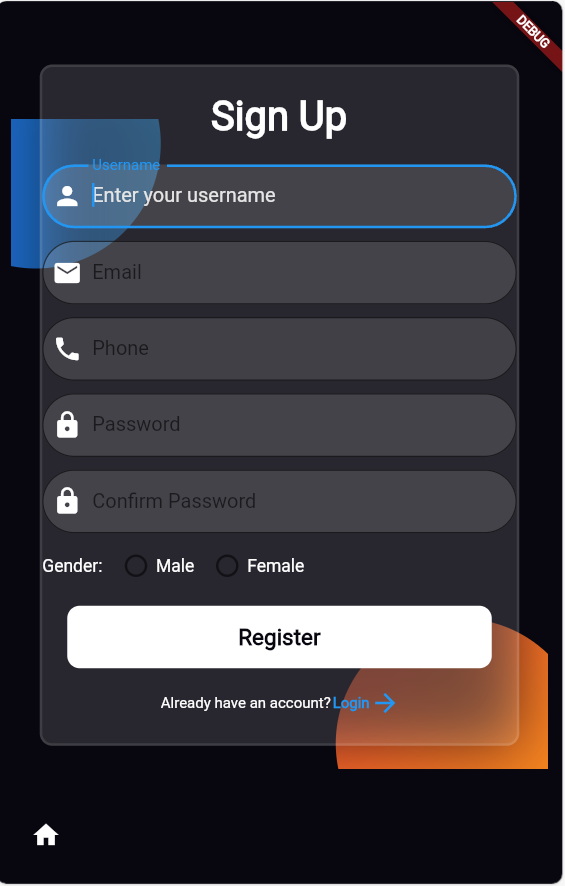 DEBUG
Sign Up
Username
Enter your username
Email
Phone
Password
Confirm Password
Gender: Male Female
Register
Already have an account? Login